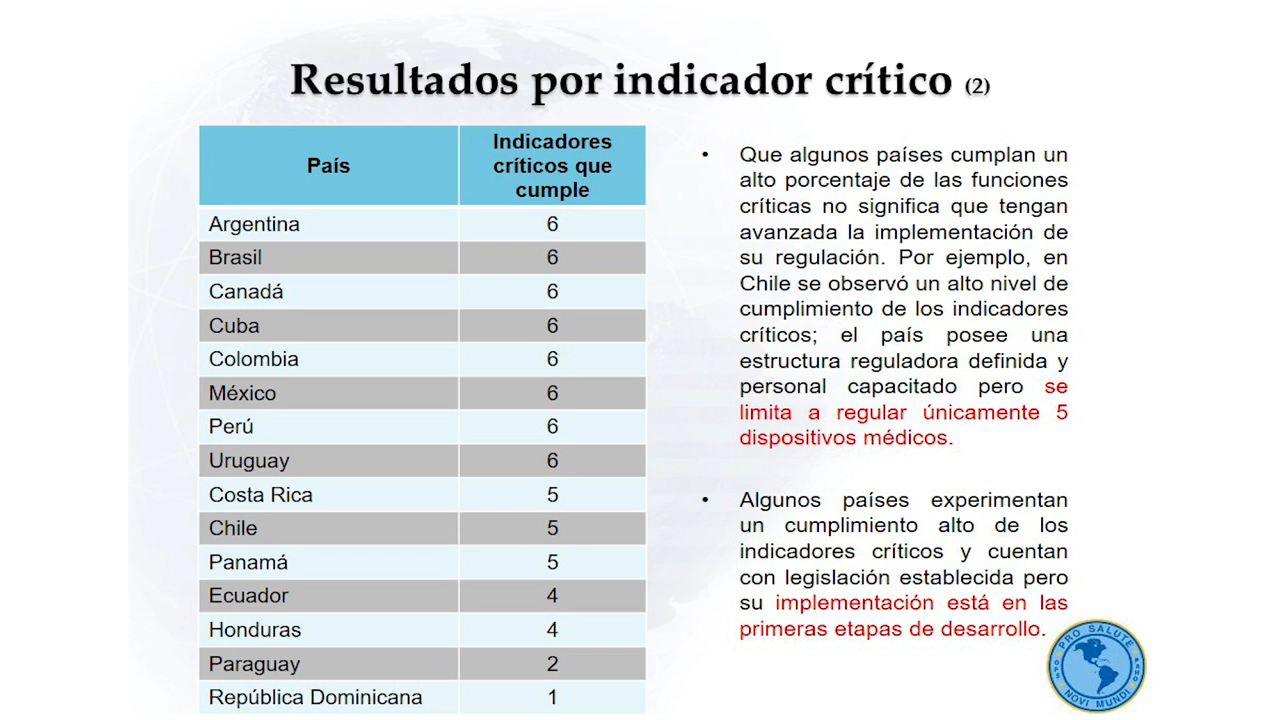 Resultados por indicador crítico (2)
País
Indicadores
críticos que
cumple
Argentina 6
Brasil 6
Canadá 6
Cuba 6
Colombia 6
México 6
Perú 6
Uruguay 6
Costa Rica 5
Chile 5
Panamá 5
Ecuador 4
Honduras 4
Paraguay 2
República Dominicana 1
• Que algunos países cumplan un
alto porcentaje de las funciones
críticas no significa que tengan
avanzada la implementación de
su regulación. Por ejemplo, en
Chile se observó un alto nivel de
cumplimiento de los indicadores
críticos; el país posee una
estructura reguladora definida y
personal capacitado pero se
limita a regular únicamente 5
dispositivos médicos.
• Algunos países experimentan
un cumplimiento alto de los
indicadores críticos y cuentan
con legislación establecida pero
su implementación está en las
primeras etapas de desarrollo.
PRO SALUTE
OPS
PAHO
NOVI MUNDI